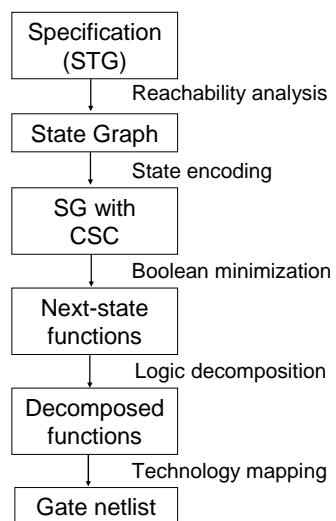 Specification
(STG)
Reachability analysis
State Graph
State encoding
SG with
CSC
Boolean minimization
Next-state
functions
Logic decomposition
Decomposed
functions
Technology mapping
Gate netlist